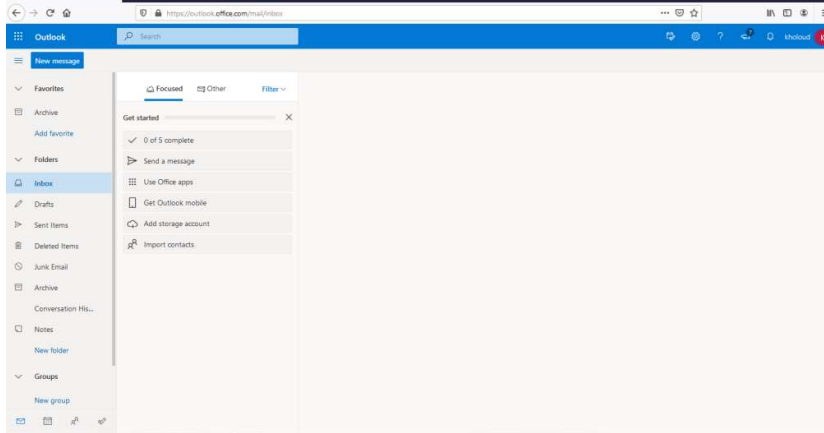 https://outlook.office.com/mail/inbox
Outlook
Search
kholoud
New message
Favorites
Archive
Add favorite
Folders
Inbox
Drafts
Sent Items
Deleted Items
Junk Email
Archive
Conversation His...
Notes
New folder
Groups
New group
Focused
Other
Filter
Get started
0 of 5 complete
Send a message
Use Office apps
Get Outlook mobile
Add storage account
Import contacts